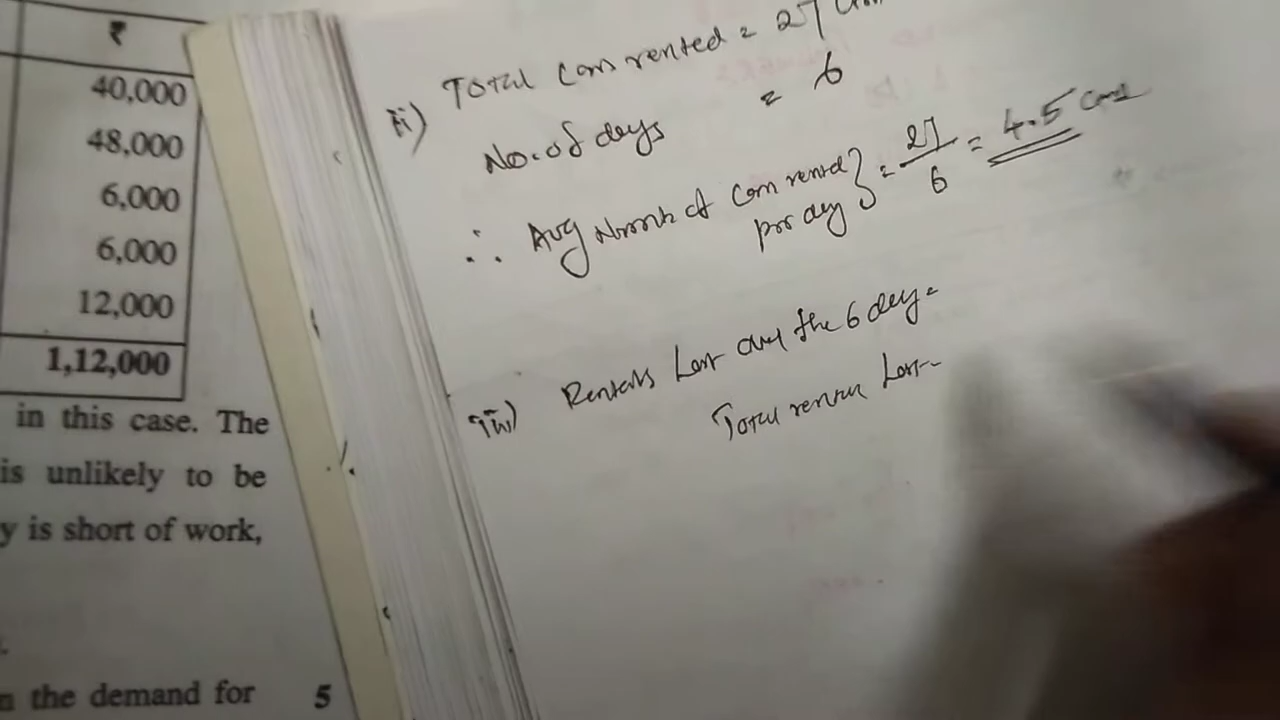 ₹
40,000
48,000
6,000
6,000
12,000
1,12,000
in this case. The
is unlikely to be
y is short of work,
n the demand for 5
ii) Total Cars rented = 27 Cars
No. of days = 6
∴ Avg Number of Cars rented } = 27/6 = 4.5 Cars
per day
iii) Rentals Lost over the 6 day =
Total rental Lost -